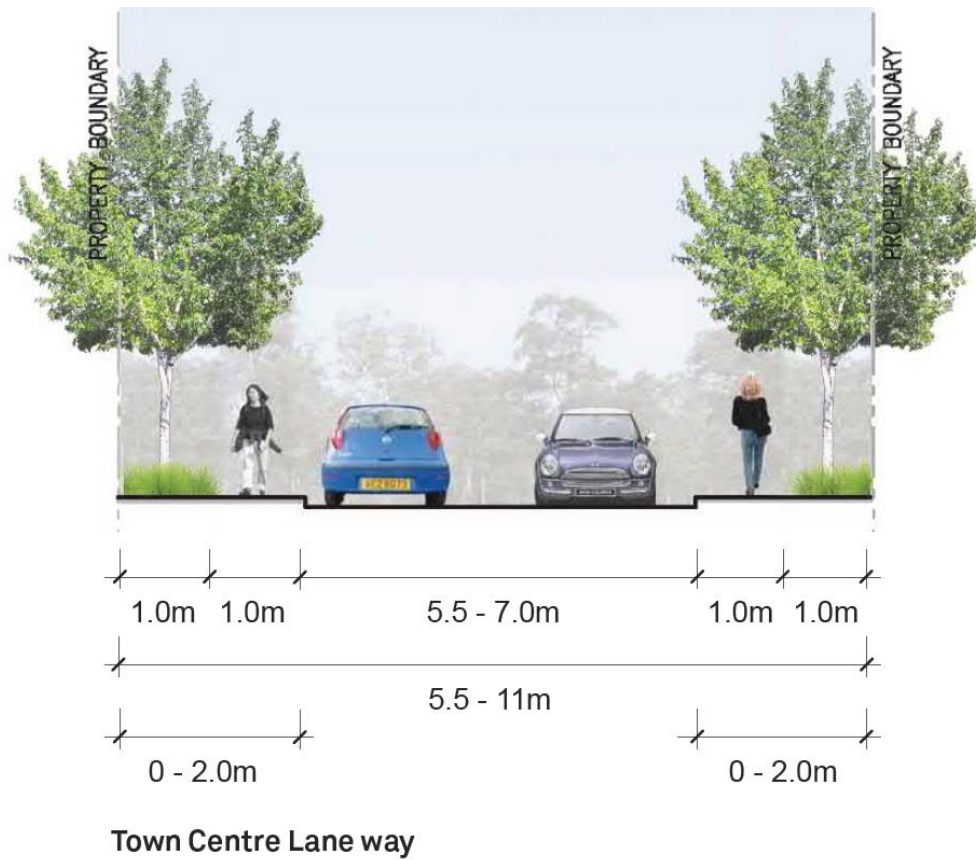 PROPERTY BOUNDARY
PROPERTY BOUNDARY
1.0m 1.0m 5.5 - 7.0m 1.0m 1.0m
5.5 - 11m
0 - 2.0m 0 - 2.0m
Town Centre Lane way